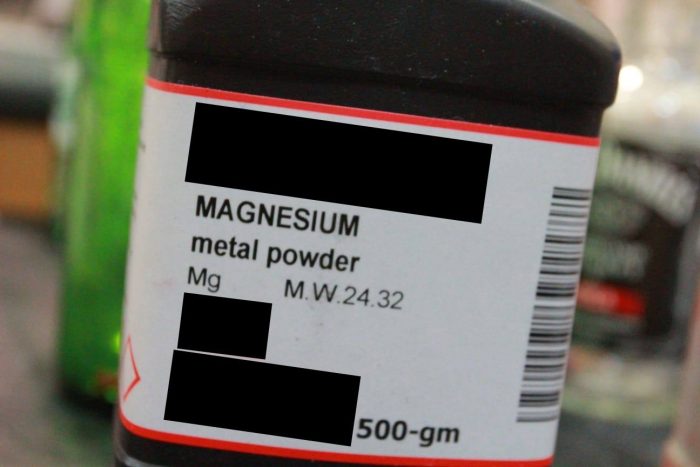 MAGNESIUM
metal powder
Mg M.W.24.32
500-gm